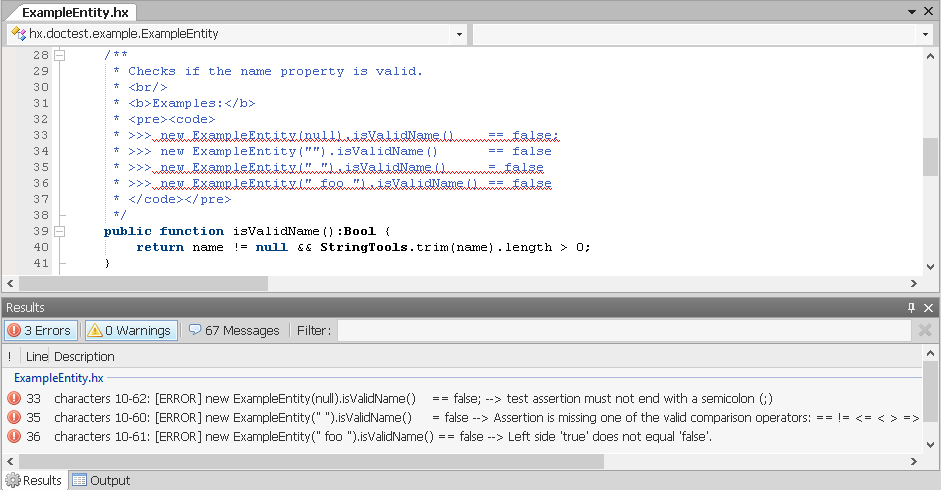 ExampleEntity.hx
hx.doctest.example.ExampleEntity
28 /**
29 * Checks if the name property is valid.
30 * <br/>
31 * <b>Examples:</b>
32 * <pre><code>
33 * >>> new ExampleEntity(null).isValidName() == false;
34 * >>> new ExampleEntity("").isValidName() == false
35 * >>> new ExampleEntity(" ").isValidName() = false
36 * >>> new ExampleEntity(" foo ").isValidName() == false
37 * </code></pre>
38 */
39 public function isValidName():Bool {
40 return name != null && StringTools.trim(name).length > 0;
41 }
Results
3 Errors 0 Warnings 67 Messages Filter:
! Line Description
ExampleEntity.hx
33 characters 10-62: [ERROR] new ExampleEntity(null).isValidName() == false; --> test assertion must not end with a semicolon (;)
35 characters 10-60: [ERROR] new ExampleEntity(" ").isValidName() = false --> Assertion is missing one of the valid comparison operators: == != <= < > =>
36 characters 10-61: [ERROR] new ExampleEntity(" foo ").isValidName() == false --> Left side 'true' does not equal 'false'.
Results Output